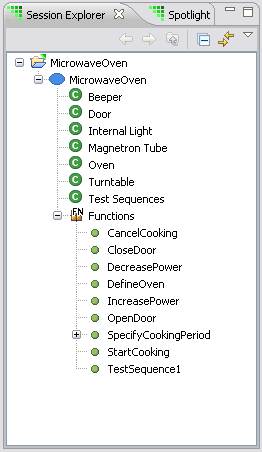 Session Explorer Spotlight
MicrowaveOven
MicrowaveOven
C Beeper
C Door
C Internal Light
C Magnetron Tube
C Oven
C Turntable
C Test Sequences
FN Functions
CancelCooking
CloseDoor
DecreasePower
DefineOven
IncreasePower
OpenDoor
SpecifyCookingPeriod
StartCooking
TestSequence1